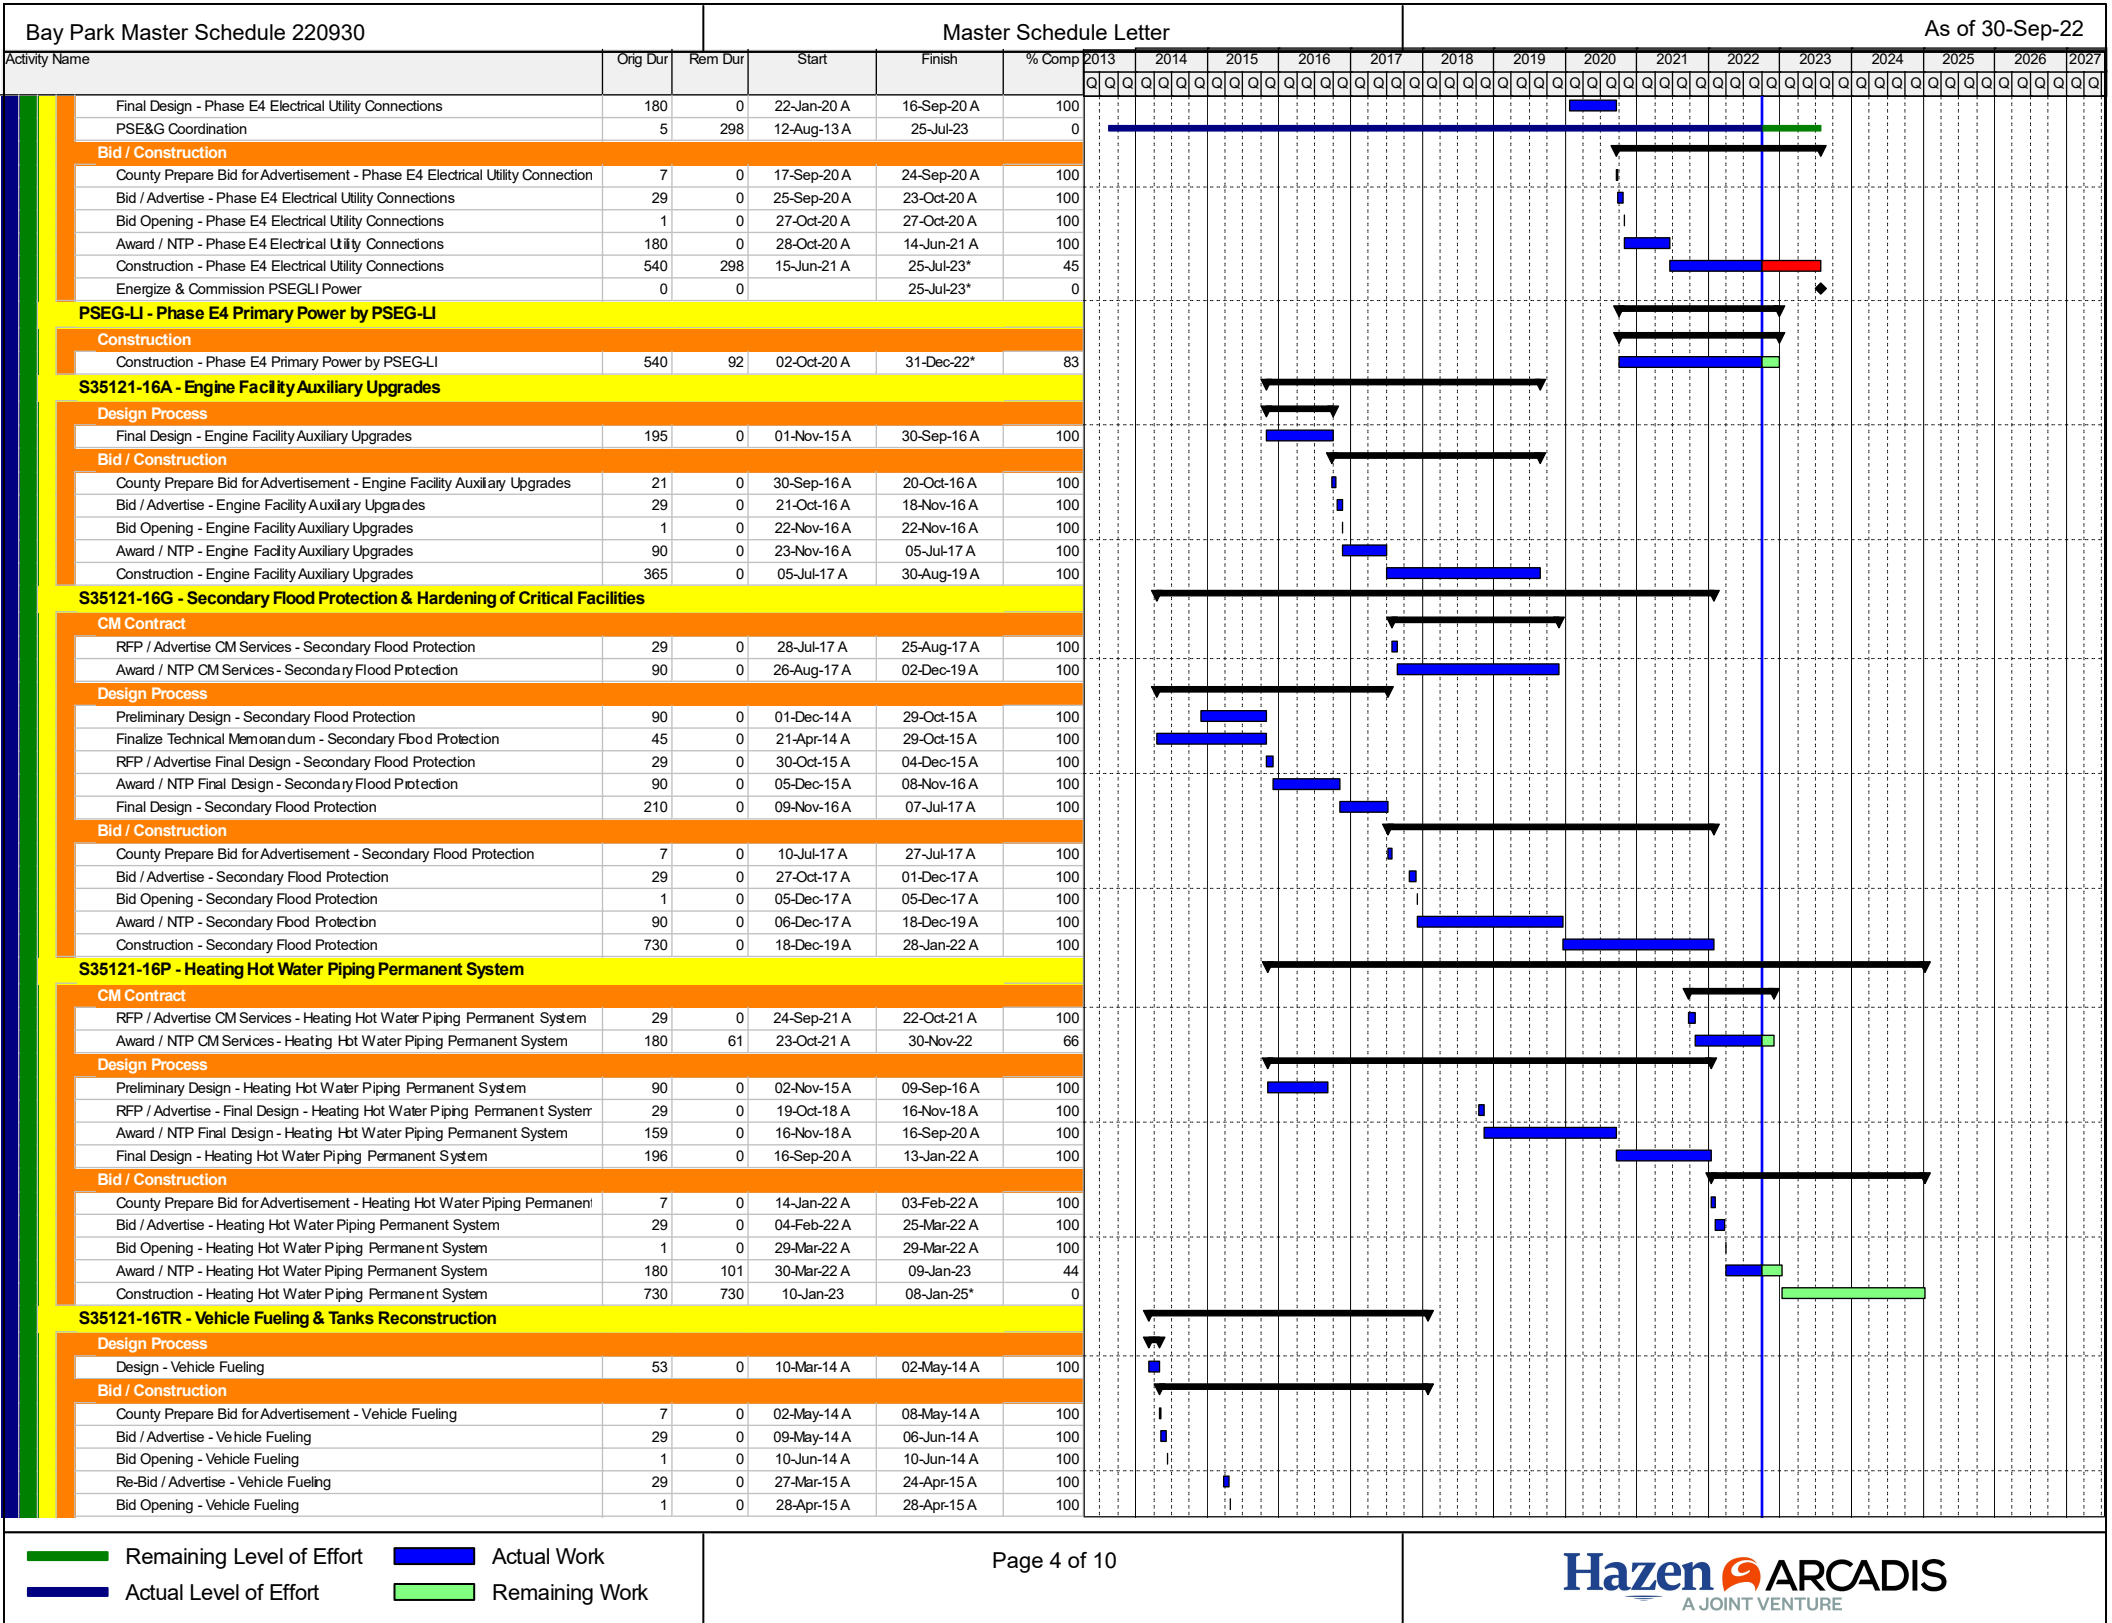 Bay Park Master Schedule 220930 Master Schedule Letter As of 30-Sep-22
Activity Name Orig Dur Rem Dur Start Finish % Comp 2013 2014 2015 2016 2017 2018 2019 2020 2021 2022 2023 2024 2025 2026 2027
Q Q Q Q Q Q Q Q Q Q Q Q Q Q Q Q Q Q Q Q Q Q Q Q Q Q Q Q Q Q Q Q Q Q Q Q Q Q Q Q Q Q Q Q Q Q Q Q Q Q Q Q Q Q Q Q Q
Final Design - Phase E4 Electrical Utility Connections 180 0 22-Jan-20 A 16-Sep-20 A 100
PSE&G Coordination 5 298 12-Aug-13 A 25-Jul-23 0
Bid / Construction
County Prepare Bid for Advertisement - Phase E4 Electrical Utility Connection 7 0 17-Sep-20 A 24-Sep-20 A 100
Bid / Advertise - Phase E4 Electrical Utility Connections 29 0 25-Sep-20 A 23-Oct-20 A 100
Bid Opening - Phase E4 Electrical Utility Connections 1 0 27-Oct-20 A 27-Oct-20 A 100
Award / NTP - Phase E4 Electrical Utility Connections 180 0 28-Oct-20 A 14-Jun-21 A 100
Construction - Phase E4 Electrical Utility Connections 540 298 15-Jun-21 A 25-Jul-23* 45
Energize & Commission PSEGLI Power 0 0 25-Jul-23* 0
PSEG-LI - Phase E4 Primary Power by PSEG-LI
Construction
Construction - Phase E4 Primary Power by PSEG-LI 540 92 02-Oct-20 A 31-Dec-22* 83
S35121-16A - Engine Facility Auxiliary Upgrades
Design Process
Final Design - Engine Facility Auxiliary Upgrades 195 0 01-Nov-15 A 30-Sep-16 A 100
Bid / Construction
County Prepare Bid for Advertisement - Engine Facility Auxiliary Upgrades 21 0 30-Sep-16 A 20-Oct-16 A 100
Bid / Advertise - Engine Facility Auxiliary Upgrades 29 0 21-Oct-16 A 18-Nov-16 A 100
Bid Opening - Engine Facility Auxiliary Upgrades 1 0 22-Nov-16 A 22-Nov-16 A 100
Award / NTP - Engine Facility Auxiliary Upgrades 90 0 23-Nov-16 A 05-Jul-17 A 100
Construction - Engine Facility Auxiliary Upgrades 365 0 05-Jul-17 A 30-Aug-19 A 100
S35121-16G - Secondary Flood Protection & Hardening of Critical Facilities
CM Contract
RFP / Advertise CM Services - Secondary Flood Protection 29 0 28-Jul-17 A 25-Aug-17 A 100
Award / NTP CM Services - Secondary Flood Protection 90 0 26-Aug-17 A 02-Dec-19 A 100
Design Process
Preliminary Design - Secondary Flood Protection 90 0 01-Dec-14 A 29-Oct-15 A 100
Finalize Technical Memorandum - Secondary Flood Protection 45 0 21-Apr-14 A 29-Oct-15 A 100
RFP / Advertise Final Design - Secondary Flood Protection 29 0 30-Oct-15 A 04-Dec-15 A 100
Award / NTP Final Design - Secondary Flood Protection 90 0 05-Dec-15 A 08-Nov-16 A 100
Final Design - Secondary Flood Protection 210 0 09-Nov-16 A 07-Jul-17 A 100
Bid / Construction
County Prepare Bid for Advertisement - Secondary Flood Protection 7 0 10-Jul-17 A 27-Jul-17 A 100
Bid / Advertise - Secondary Flood Protection 29 0 27-Oct-17 A 01-Dec-17 A 100
Bid Opening - Secondary Flood Protection 1 0 05-Dec-17 A 05-Dec-17 A 100
Award / NTP - Secondary Flood Protection 90 0 06-Dec-17 A 18-Dec-19 A 100
Construction - Secondary Flood Protection 730 0 18-Dec-19 A 28-Jan-22 A 100
S35121-16P - Heating Hot Water Piping Permanent System
CM Contract
RFP / Advertise CM Services - Heating Hot Water Piping Permanent System 29 0 24-Sep-21 A 22-Oct-21 A 100
Award / NTP CM Services - Heating Hot Water Piping Permanent System 180 61 23-Oct-21 A 30-Nov-22 66
Design Process
Preliminary Design - Heating Hot Water Piping Permanent System 90 0 02-Nov-15 A 09-Sep-16 A 100
RFP / Advertise - Final Design - Heating Hot Water Piping Permanent System 29 0 19-Oct-18 A 16-Nov-18 A 100
Award / NTP Final Design - Heating Hot Water Piping Permanent System 159 0 16-Nov-18 A 16-Sep-20 A 100
Final Design - Heating Hot Water Piping Permanent System 196 0 16-Sep-20 A 13-Jan-22 A 100
Bid / Construction
County Prepare Bid for Advertisement - Heating Hot Water Piping Permanent 7 0 14-Jan-22 A 03-Feb-22 A 100
Bid / Advertise - Heating Hot Water Piping Permanent System 29 0 04-Feb-22 A 25-Mar-22 A 100
Bid Opening - Heating Hot Water Piping Permanent System 1 0 29-Mar-22 A 29-Mar-22 A 100
Award / NTP - Heating Hot Water Piping Permanent System 180 101 30-Mar-22 A 09-Jan-23 44
Construction - Heating Hot Water Piping Permanent System 730 730 10-Jan-23 08-Jan-25* 0
S35121-16TR - Vehicle Fueling & Tanks Reconstruction
Design Process
Design - Vehicle Fueling 53 0 10-Mar-14 A 02-May-14 A 100
Bid / Construction
County Prepare Bid for Advertisement - Vehicle Fueling 7 0 02-May-14 A 08-May-14 A 100
Bid / Advertise - Vehicle Fueling 29 0 09-May-14 A 06-Jun-14 A 100
Bid Opening - Vehicle Fueling 1 0 10-Jun-14 A 10-Jun-14 A 100
Re-Bid / Advertise - Vehicle Fueling 29 0 27-Mar-15 A 24-Apr-15 A 100
Bid Opening - Vehicle Fueling 1 0 28-Apr-15 A 28-Apr-15 A 100
Remaining Level of Effort Actual Work
Actual Level of Effort Remaining Work
Page 4 of 10
Hazen ARCADIS
A JOINT VENTURE